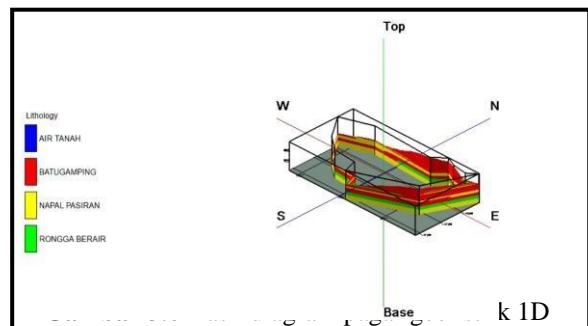 Top
W N
Lithology
AIR TANAH
BATUGAMPING
NAPAL PASIRAN
RONGGA BERAIR
S E
Base
k 1D